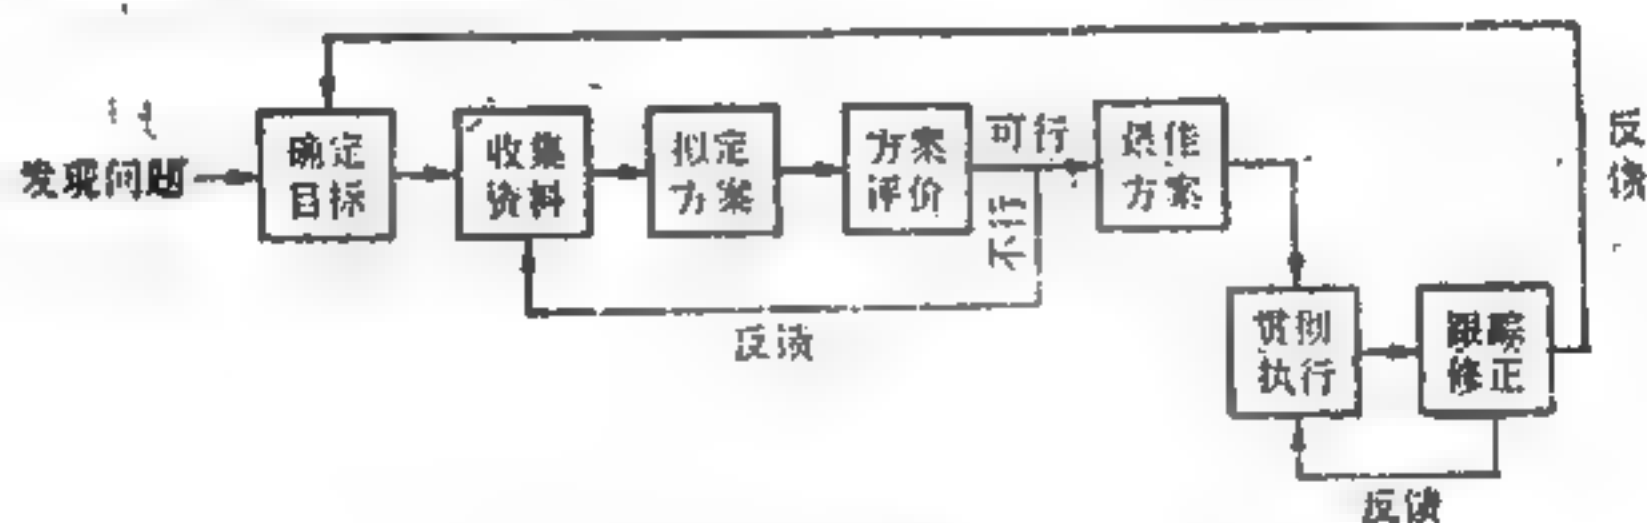 发现问题
确定
目标
收集
资料
拟定
方案
方案
评价
可行
不行
方案
反馈
贯彻
执行
跟踪
修正
反馈
反馈